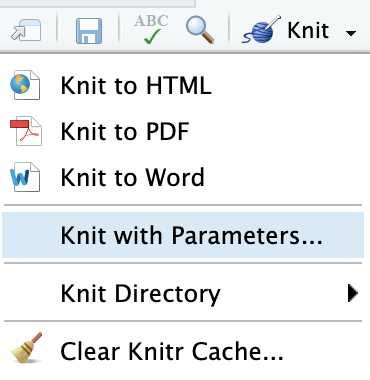 ABC
Knit
Knit to HTML
Knit to PDF
Knit to Word
Knit with Parameters...
Knit Directory
Clear Knitr Cache...